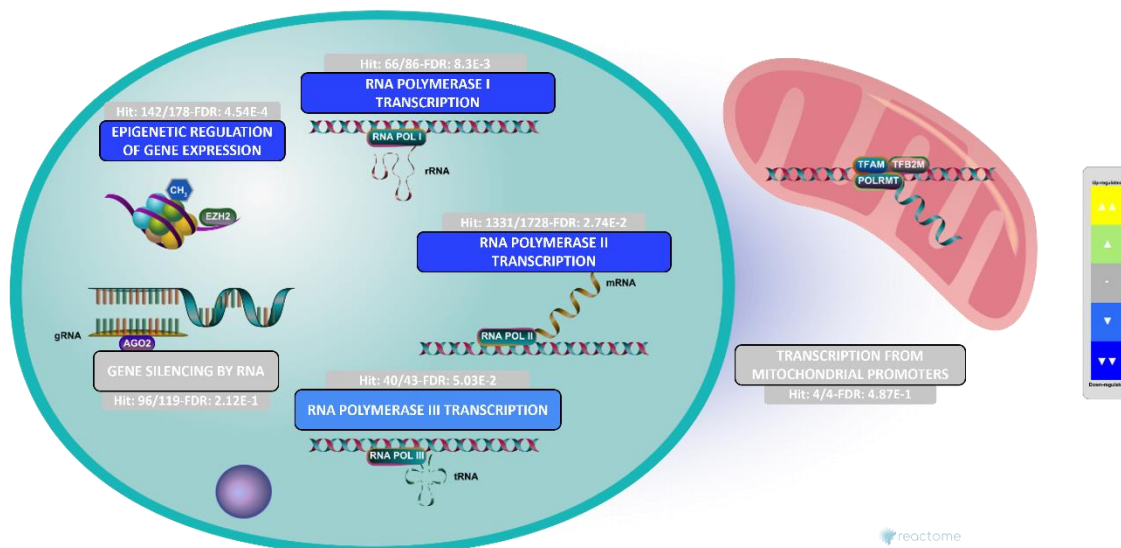 Hit: 66/86-FDR: 8.3E-3
RNA POLYMERASE I
TRANSCRIPTION
RNA POL I
rRNA
Hit: 142/178-FDR: 4.54E-4
EPIGENETIC REGULATION
OF GENE EXPRESSION
CH3
EZH2
Hit: 1331/1728-FDR: 2.74E-2
RNA POLYMERASE II
TRANSCRIPTION
mRNA
RNA POL II
gRNA
AGO2
GENE SILENCING BY RNA
Hit: 96/119-FDR: 2.12E-1
Hit: 40/43-FDR: 5.03E-2
RNA POLYMERASE III TRANSCRIPTION
RNA POL III
tRNA
TFAM
TFB2M
POLRMT
TRANSCRIPTION FROM
MITOCHONDRIAL PROMOTERS
Hit: 4/4-FDR: 4.87E-1
Up-regulated
-
Down-regulated
reactome